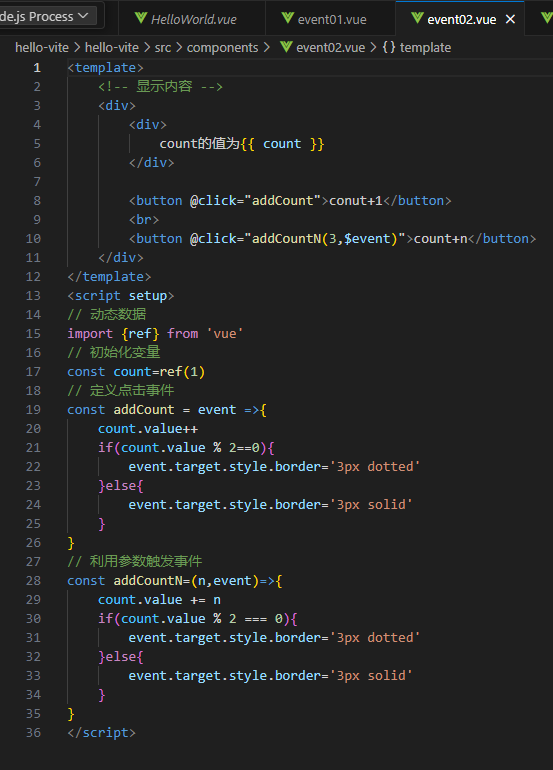 de.js Process
HelloWorld.vue
event01.vue
event02.vue
hello-vite > hello-vite > src > components > event02.vue > {} template
1 <template>
2 <!-- 显示内容 -->
3 <div>
4 <div>
5 count的值为{{ count }}
6 </div>
7
8 <button @click="addCount">conut+1</button>
9 <br>
10 <button @click="addCountN(3,$event)">count+n</button>
11 </div>
12 </template>
13 <script setup>
14 // 动态数据
15 import {ref} from 'vue'
16 // 初始化变量
17 const count=ref(1)
18 // 定义点击事件
19 const addCount = event =>{
20 count.value++
21 if(count.value % 2==0){
22 event.target.style.border='3px dotted'
23 }else{
24 event.target.style.border='3px solid'
25 }
26 }
27 // 利用参数触发事件
28 const addCountN=(n,event)=>{
29 count.value += n
30 if(count.value % 2 === 0){
31 event.target.style.border='3px dotted'
32 }else{
33 event.target.style.border='3px solid'
34 }
35 }
36 </script>